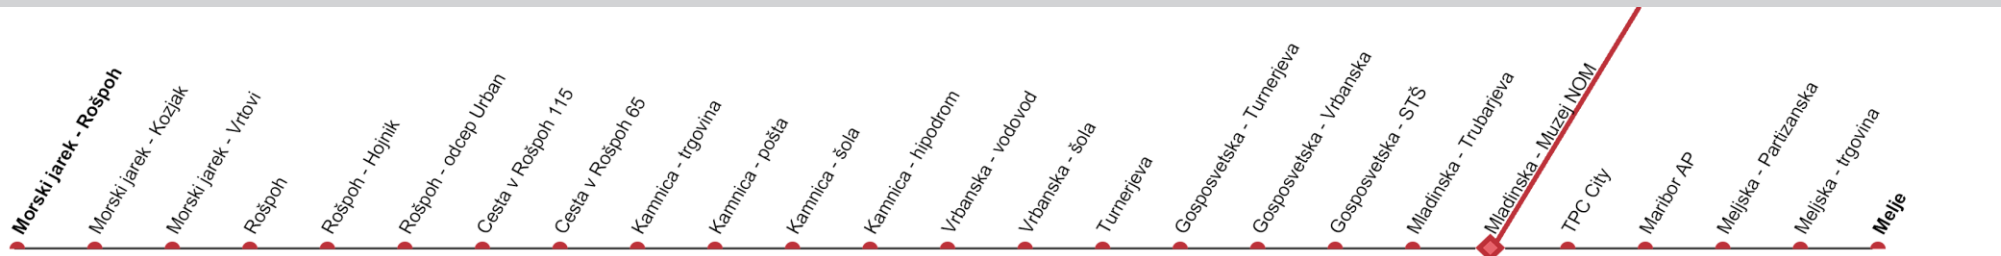 Morski jarek - Rošpoh
Morski jarek - Kozjak
Morski jarek - Vrtovi
Rošpoh
Rošpoh - Hojnik
Rošpoh - odcep Urban
Cesta v Rošpoh 115
Cesta v Rošpoh 65
Kamnica - trgovina
Kamnica - pošta
Kamnica - šola
Kamnica - hipodrom
Vrbanska - vodovod
Vrbanska - šola
Turnerjeva
Gosposvetska - Turnerjeva
Gosposvetska - Vrbanska
Gosposvetska - STŠ
Mladinska - Trubarjeva
Mladinska - Muzej NOM
TPC City
Maribor AP
Meljska - Partizanska
Meljska - trgovina
Melje